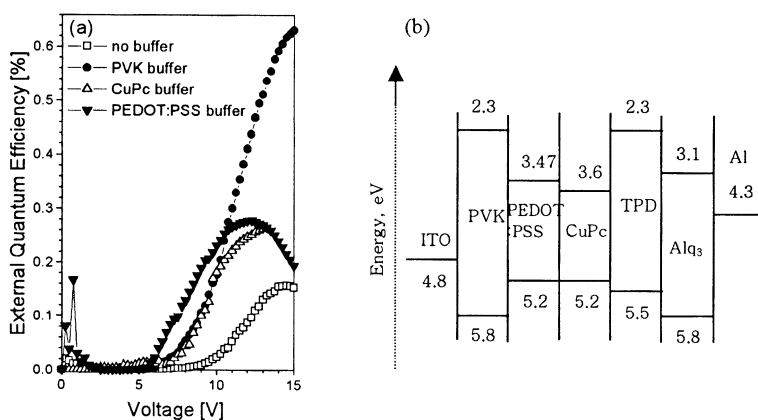 (a)
no buffer
PVK buffer
CuPc buffer
PEDOT:PSS buffer
External Quantum Efficiency [%]
0.6
0.5
0.4
0.3
0.2
0.1
0.0
0 5 10 15
Voltage [V]
(b)
Energy, eV
2.3 2.3
3.47 3.6 3.1 Al
4.3
PVK PEDOT :PSS CuPc TPD Alq3
ITO
4.8
5.2 5.2 5.5
5.8 5.8